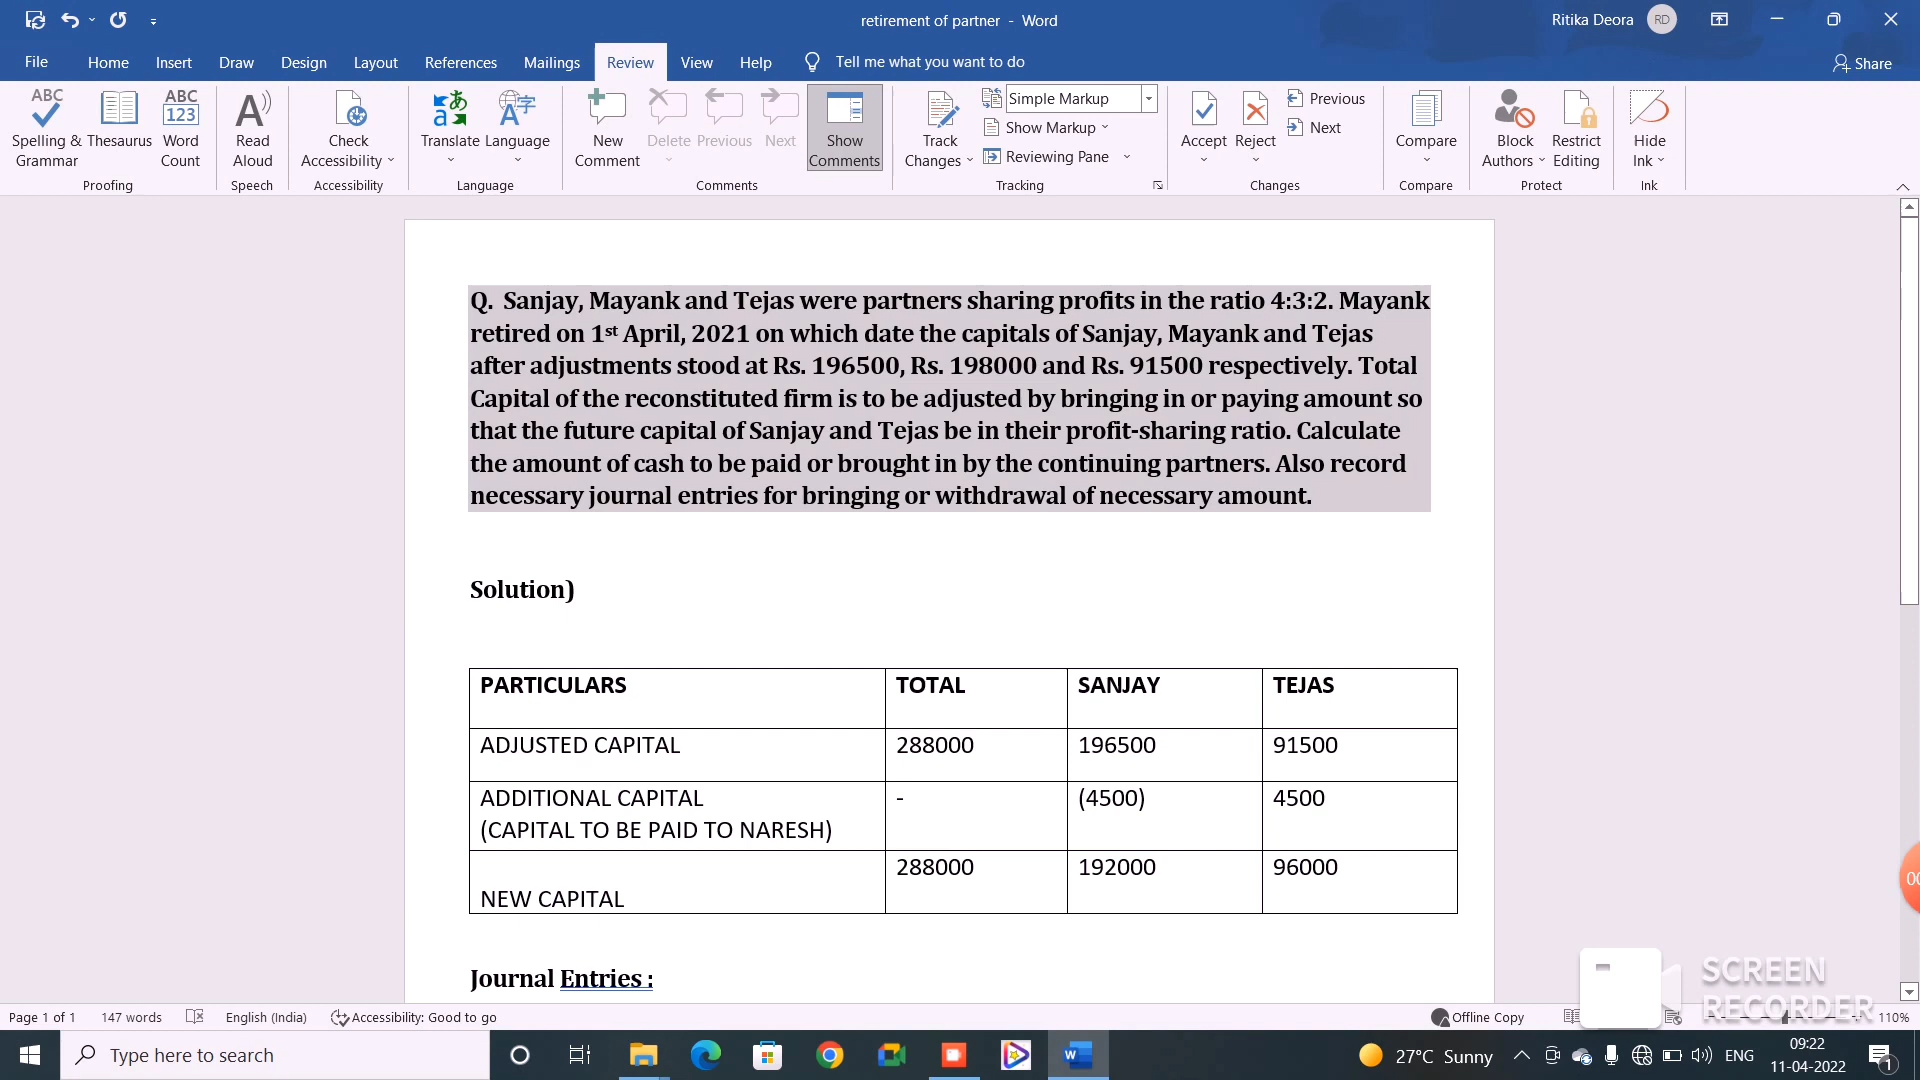 retirement of partner - Word
Ritika Deora RD
File Home Insert Draw Design Layout References Mailings Review View Help Tell me what you want to do Share
ABC
Spelling & Grammar
Thesaurus
ABC 123
Word Count
Proofing
Read Aloud
Speech
Check Accessibility
Accessibility
Translate
Language
Language
New Comment
Delete
Previous
Next
Show Comments
Comments
Track Changes
Simple Markup
Show Markup
Reviewing Pane
Tracking
Accept
Reject
Previous
Next
Changes
Compare
Compare
Block Authors
Restrict Editing
Protect
Hide Ink
Ink
Q. Sanjay, Mayank and Tejas were partners sharing profits in the ratio 4:3:2. Mayank
retired on 1st April, 2021 on which date the capitals of Sanjay, Mayank and Tejas
after adjustments stood at Rs. 196500, Rs. 198000 and Rs. 91500 respectively. Total
Capital of the reconstituted firm is to be adjusted by bringing in or paying amount so
that the future capital of Sanjay and Tejas be in their profit-sharing ratio. Calculate
the amount of cash to be paid or brought in by the continuing partners. Also record
necessary journal entries for bringing or withdrawal of necessary amount.
Solution)
PARTICULARS TOTAL SANJAY TEJAS
ADJUSTED CAPITAL 288000 196500 91500
ADDITIONAL CAPITAL - (4500) 4500
(CAPITAL TO BE PAID TO NARESH)
288000 192000 96000
NEW CAPITAL
Journal Entries :
SCREEN
RECORDER
Page 1 of 1 147 words English (India) Accessibility: Good to go Offline Copy 110%
Type here to search
27°C Sunny
ENG
09:22
11-04-2022
1